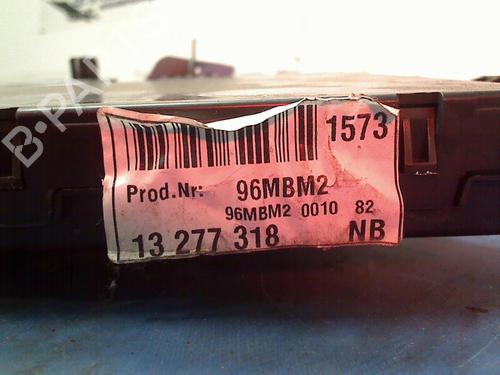 1573
Prod.Nr: 96MBM2
96MBM2 0010 82
13 277 318 NB